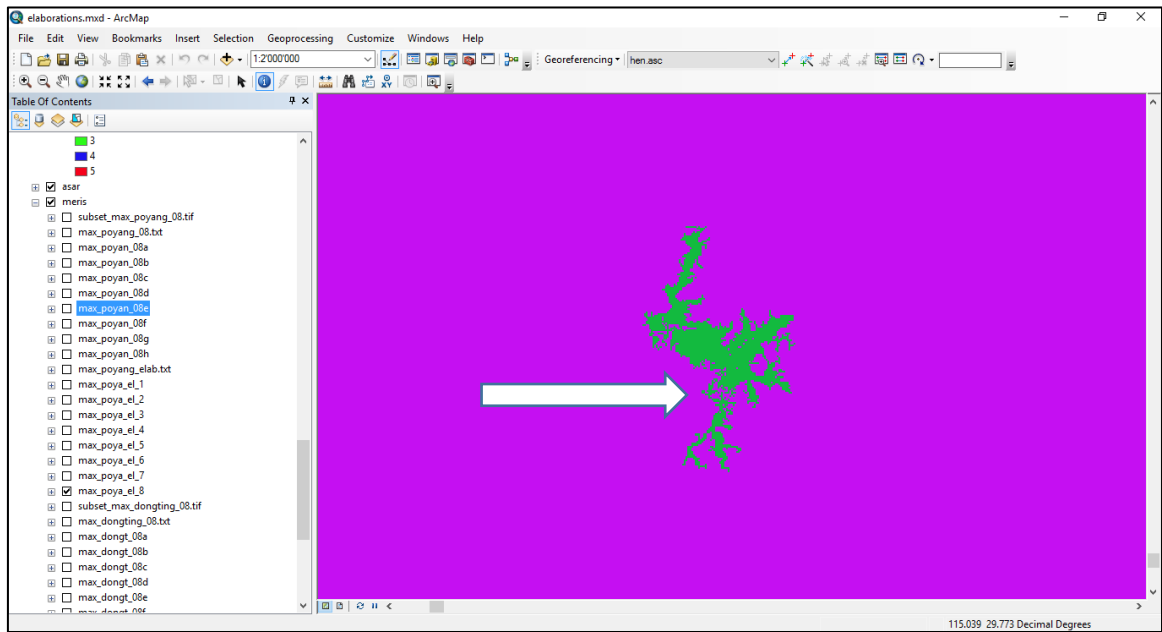 elaborations.mxd - ArcMap
File Edit View Bookmarks Insert Selection Geoprocessing Customize Windows Help
1:2'000'000
Georeferencing
hen.asc
Table Of Contents
3
4
5
asar
meris
subset_max_poyang_08.tif
max_poyang_08.txt
max_poyan_08a
max_poyan_08b
max_poyan_08c
max_poyan_08d
max_poyan_08e
max_poyan_08f
max_poyan_08g
max_poyan_08h
max_poyang_elab.txt
max_poya_el_1
max_poya_el_2
max_poya_el_3
max_poya_el_4
max_poya_el_5
max_poya_el_6
max_poya_el_7
max_poya_el_8
subset_max_dongting_08.tif
max_dongting_08.txt
max_dongt_08a
max_dongt_08b
max_dongt_08c
max_dongt_08d
max_dongt_08e
max_dongt_08f
115.039 29.773 Decimal Degrees